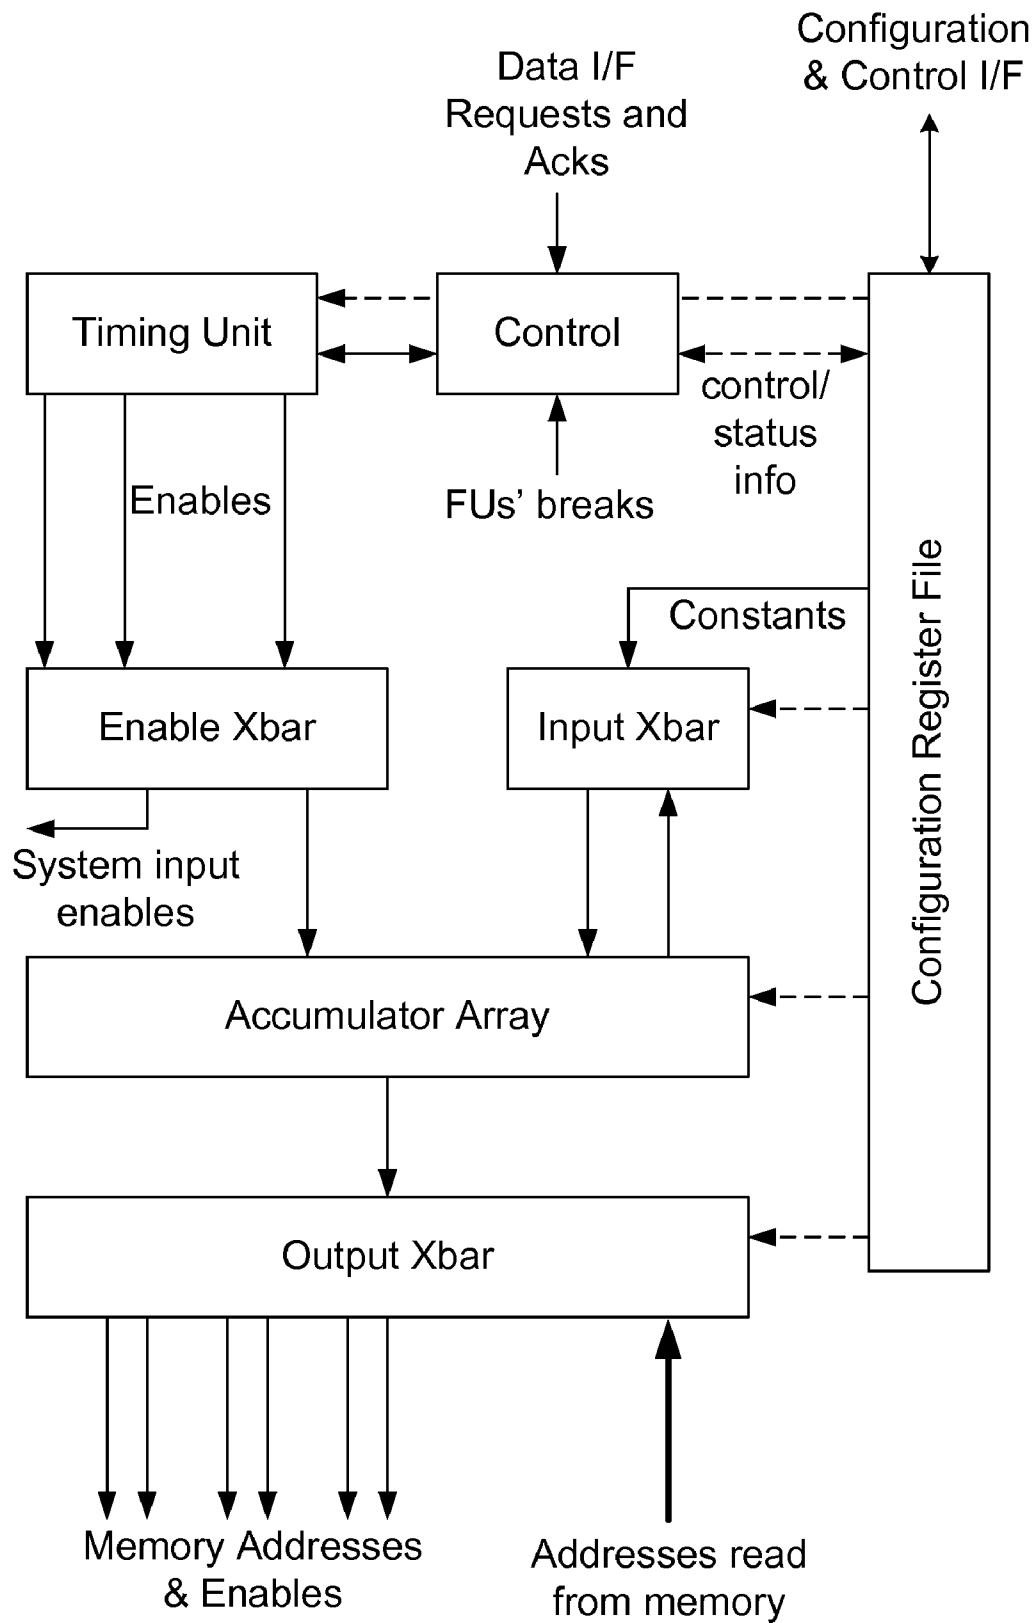 Configuration
& Control I/F
Data I/F
Requests and
Acks
Timing Unit
Control
control/
status
info
Enables
FUs’ breaks
Constants
Configuration Register File
Enable Xbar
Input Xbar
System input
enables
Accumulator Array
Output Xbar
Memory Addresses
& Enables
Addresses read
from memory